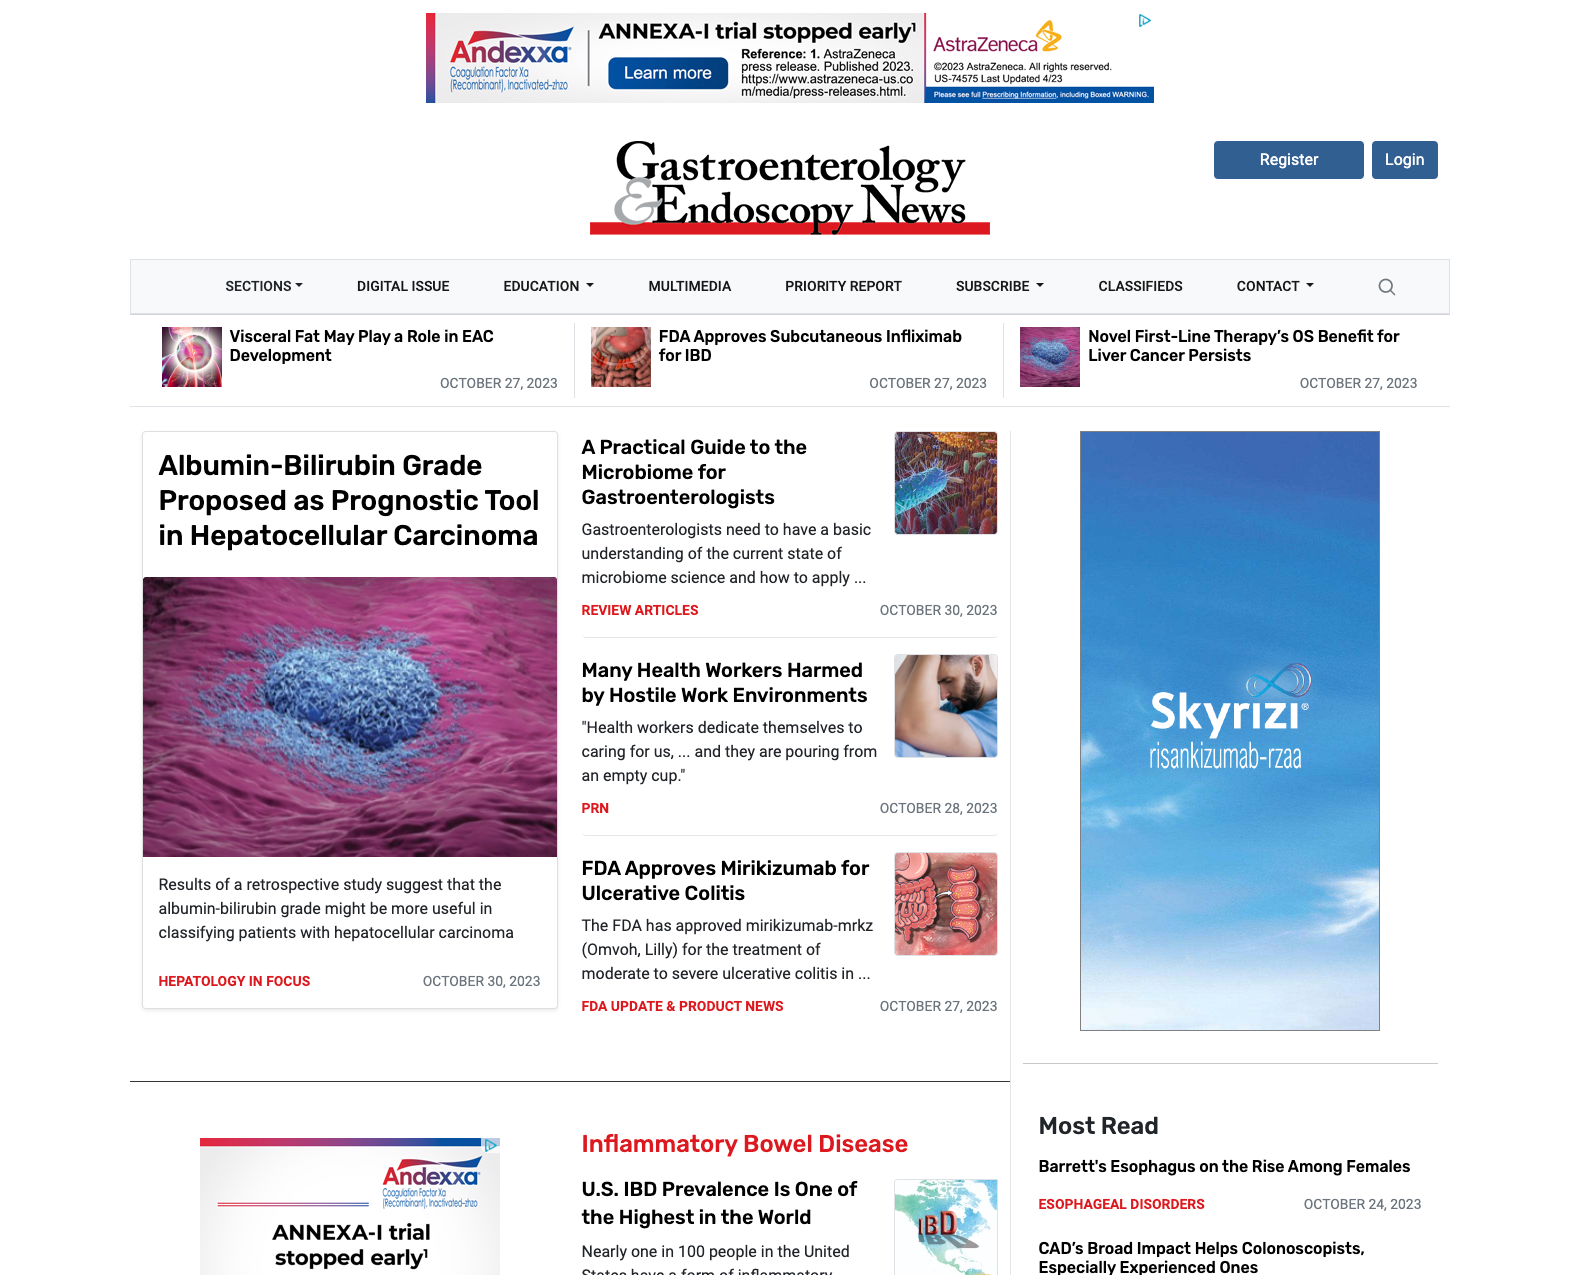 Andexxa
Coagulation Factor Xa
(Recombinant), Inactivated-zhzo
ANNEXA-I trial stopped early¹
Learn more
Reference: 1. AstraZeneca
press release. Published 2023.
https://www.astrazeneca-us.co
m/media/press-releases.html.
AstraZeneca
©2023 AstraZeneca. All rights reserved.
US-74575 Last Updated 4/23
Please see full Prescribing Information, including Boxed WARNING.
Gastroenterology
& Endoscopy News
Register
Login
SECTIONS
DIGITAL ISSUE
EDUCATION
MULTIMEDIA
PRIORITY REPORT
SUBSCRIBE
CLASSIFIEDS
CONTACT
Visceral Fat May Play a Role in EAC
Development
OCTOBER 27, 2023
FDA Approves Subcutaneous Infliximab
for IBD
OCTOBER 27, 2023
Novel First-Line Therapy’s OS Benefit for
Liver Cancer Persists
OCTOBER 27, 2023
Albumin-Bilirubin Grade
Proposed as Prognostic Tool
in Hepatocellular Carcinoma
Results of a retrospective study suggest that the
albumin-bilirubin grade might be more useful in
classifying patients with hepatocellular carcinoma
HEPATOLOGY IN FOCUS
OCTOBER 30, 2023
A Practical Guide to the
Microbiome for
Gastroenterologists
Gastroenterologists need to have a basic
understanding of the current state of
microbiome science and how to apply ...
REVIEW ARTICLES
OCTOBER 30, 2023
Many Health Workers Harmed
by Hostile Work Environments
"Health workers dedicate themselves to
caring for us, ... and they are pouring from
an empty cup."
PRN
OCTOBER 28, 2023
FDA Approves Mirikizumab for
Ulcerative Colitis
The FDA has approved mirikizumab-mrkz
(Omvoh, Lilly) for the treatment of
moderate to severe ulcerative colitis in ...
FDA UPDATE & PRODUCT NEWS
OCTOBER 27, 2023
Skyrizi®
risankizumab-rzaa
Andexxa
Coagulation Factor Xa
(Recombinant), Inactivated-zhzo
ANNEXA-I trial
stopped early¹
Inflammatory Bowel Disease
U.S. IBD Prevalence Is One of
the Highest in the World
IBD
Nearly one in 100 people in the United
States have a form of inflammatory
Most Read
Barrett's Esophagus on the Rise Among Females
ESOPHAGEAL DISORDERS
OCTOBER 24, 2023
CAD’s Broad Impact Helps Colonoscopists,
Especially Experienced Ones